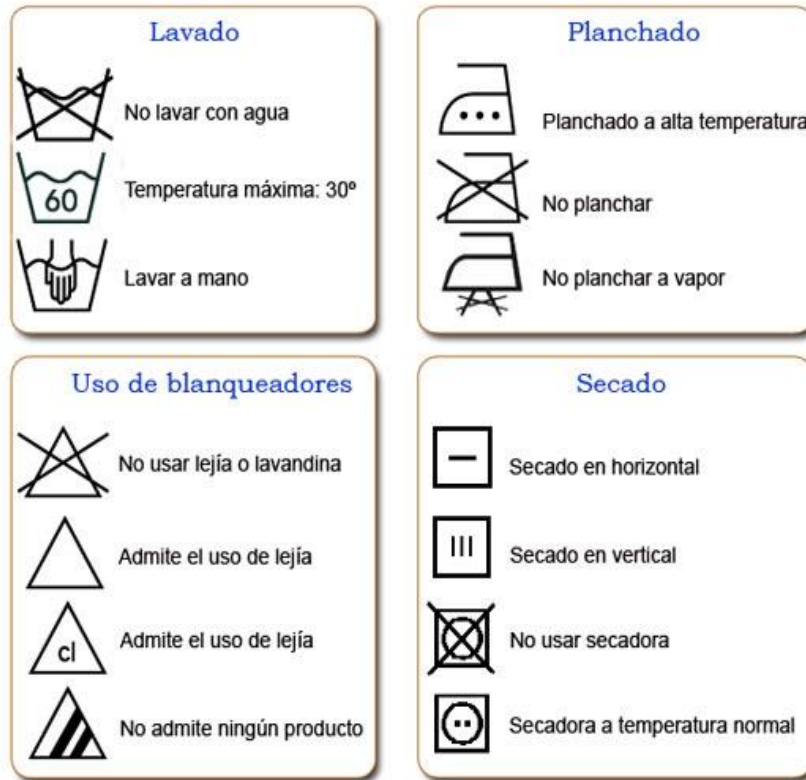 Lavado
No lavar con agua
60
Temperatura máxima: 30º
Lavar a mano
Planchado
Planchado a alta temperatura
No planchar
No planchar a vapor
Uso de blanqueadores
No usar lejía o lavandina
Admite el uso de lejía
cl
Admite el uso de lejía
No admite ningún producto
Secado
Secado en horizontal
Secado en vertical
No usar secadora
Secadora a temperatura normal